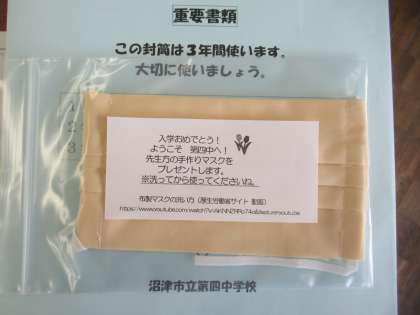 重要書類
この封筒は3年間使います。
大切に使いましょう。
1
2
3
入学おめでとう!
ようこそ 第四中へ!
先生方の手作りマスクを
プレゼントします。
※洗ってから使ってくださいね。
布製マスクの洗い方(厚生労働省サイト 動画)
沼津市立第四中学校